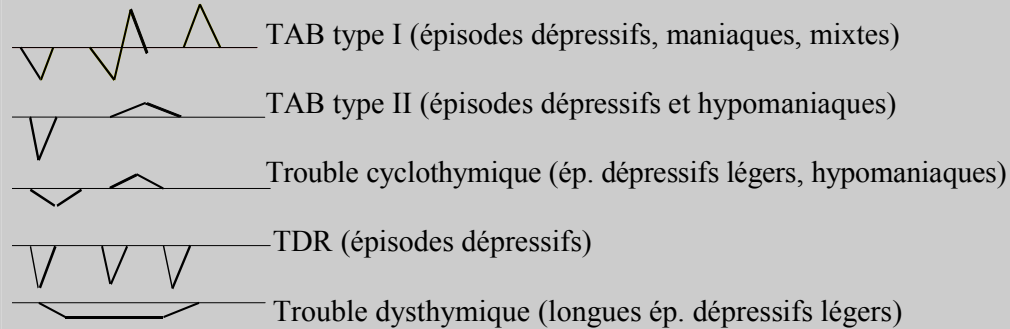 TAB type I (épisodes dépressifs, maniaques, mixtes)
TAB type II (épisodes dépressifs et hypomaniaques)
Trouble cyclothymique (ép. dépressifs légers, hypomaniaques)
TDR (épisodes dépressifs)
Trouble dysthymique (longues ép. dépressifs légers)